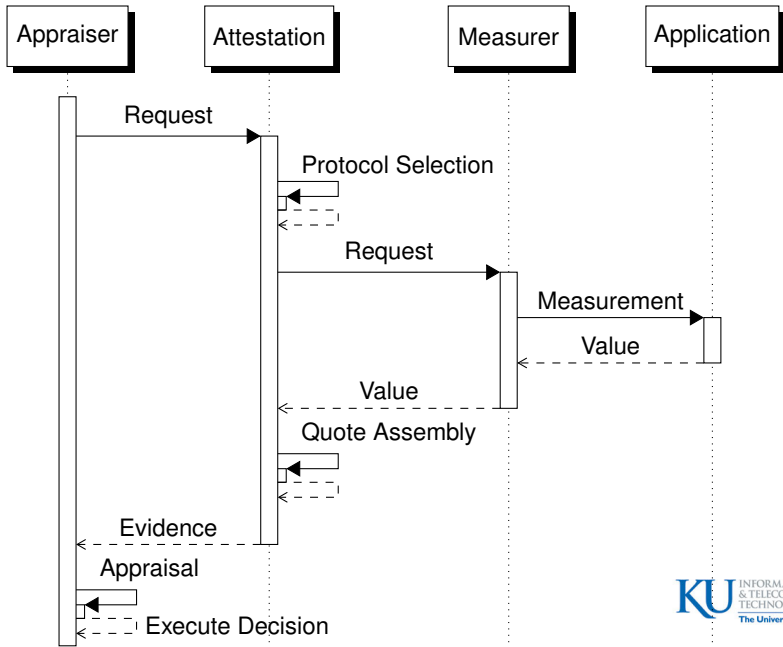 Appraiser
Attestation
Measurer
Application
Request
Protocol Selection
Request
Measurement
Value
Value
Quote Assembly
Evidence
Appraisal
Execute Decision
KU